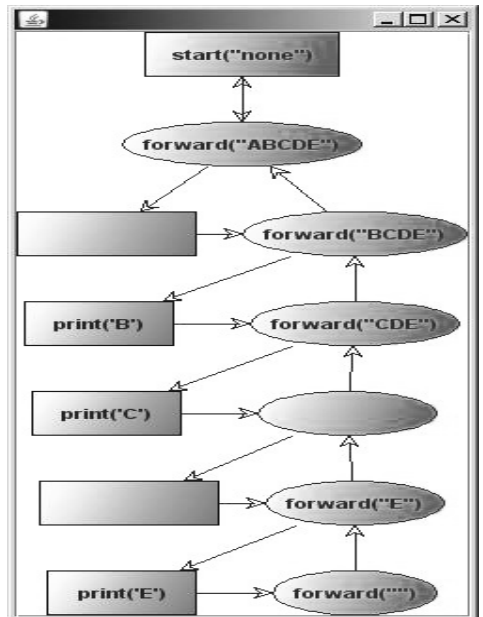 start("none")
forward("ABCDE")
forward("BCDE")
print('B')
forward("CDE")
print('C')
forward("E")
print('E')
forward("")